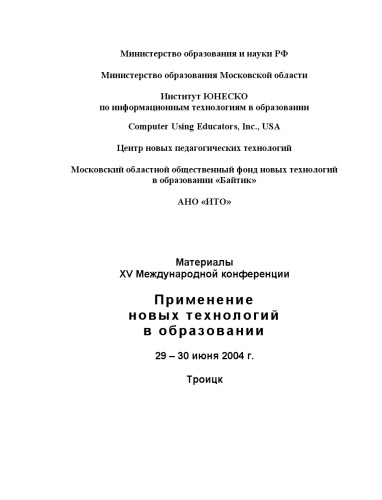 Министерство образования и науки РФ
Министерство образования Московской области
Институт ЮНЕСКО
по информационным технологиям в образовании
Computer Using Educators, Inc., USA
Центр новых педагогических технологий
Московский областной общественный фонд новых технологий
в образовании «Байтик»
АНО «ИТО»
Материалы
XV Международной конференции
Применение
новых технологий
в образовании
29 – 30 июня 2004 г.
Троицк